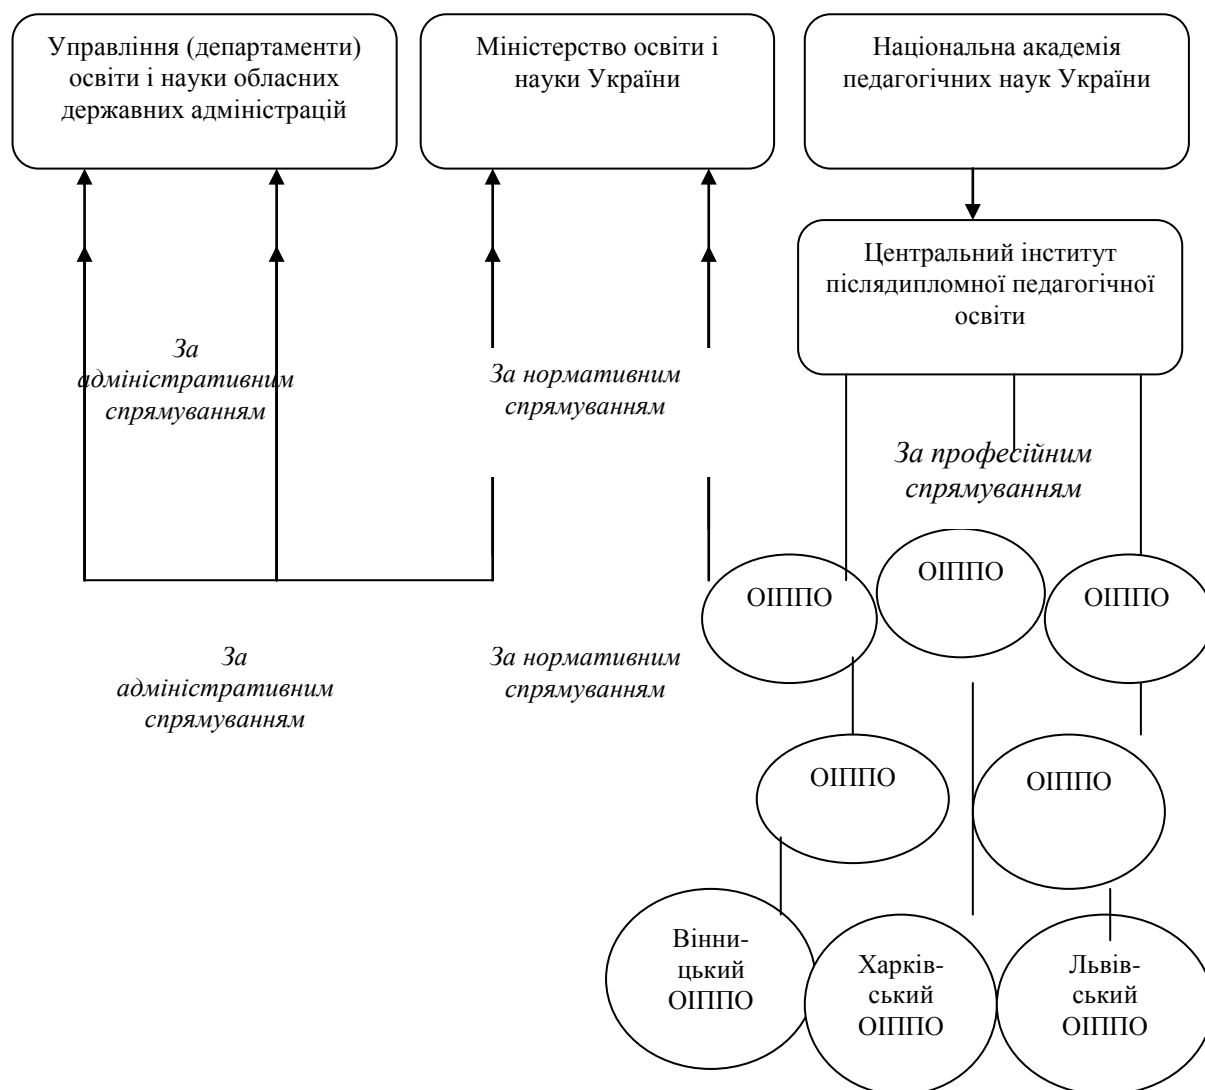 Управління (департаменти)
освіти і науки обласних
державних адміністрацій
Міністерство освіти і
науки України
Національна академія
педагогічних наук України
Центральний інститут
післядипломної педагогічної
освіти
За
адміністративним
спрямуванням
За нормативним
спрямуванням
За професійним
спрямуванням
ОІППО
ОІППО
ОІППО
За
адміністративним
спрямуванням
За нормативним
спрямуванням
ОІППО
ОІППО
Вінни-
цький
ОІППО
Харків-
ський
ОІППО
Львів-
ський
ОІППО